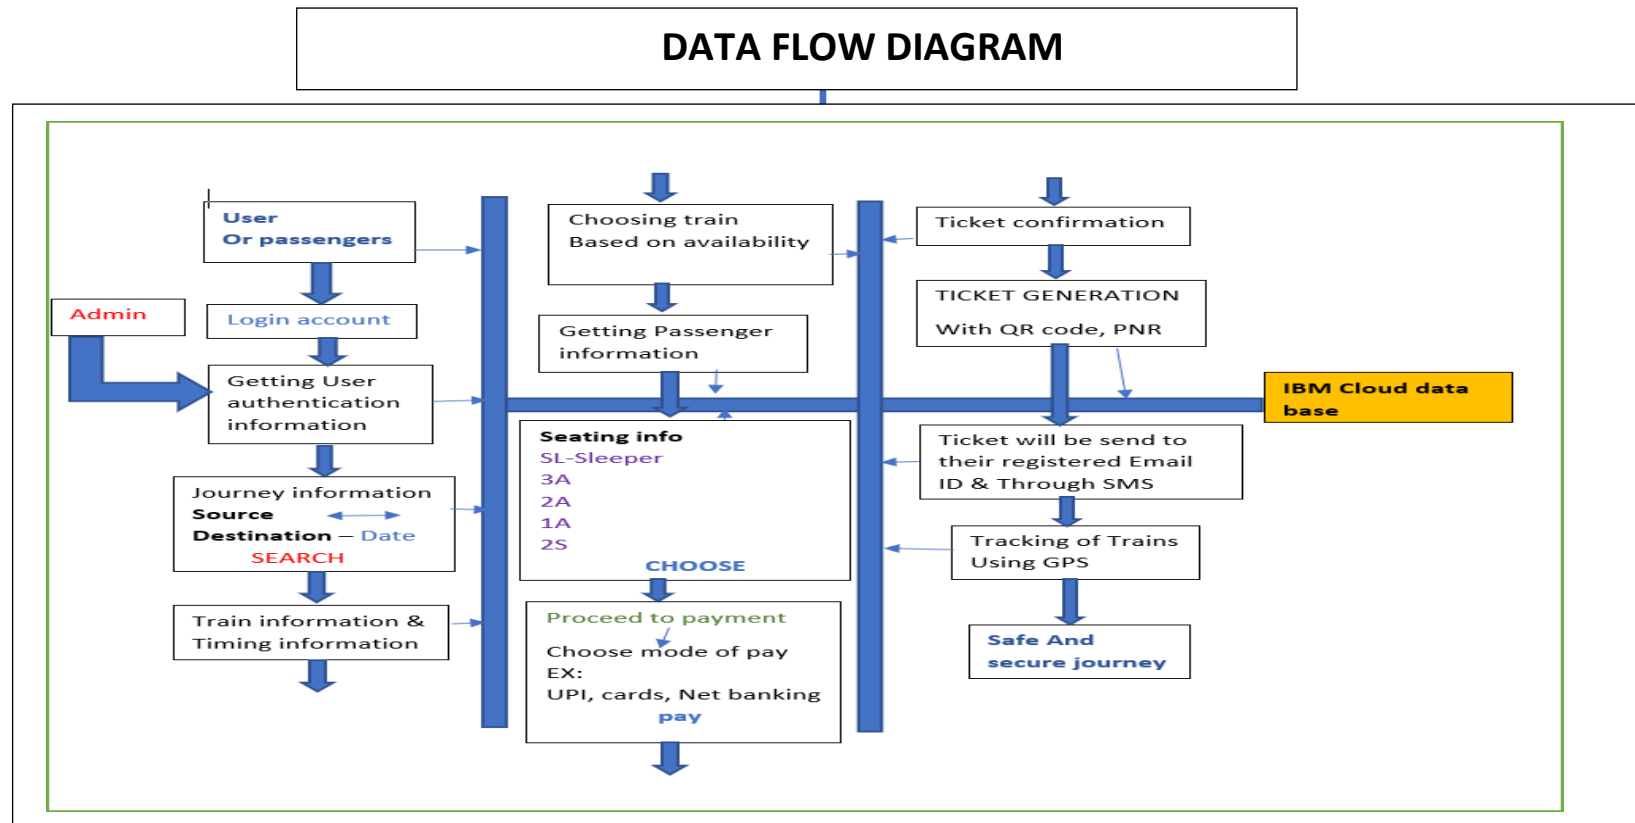 DATA FLOW DIAGRAM
User
Or passengers
Admin
Login account
Getting User
authentication
information
Journey information
Source
Destination – Date
SEARCH
Train information &
Timing information
Choosing train
Based on availability
Getting Passenger
information
Seating info
SL-Sleeper
3A
2A
1A
2S
CHOOSE
Proceed to payment
Choose mode of pay
EX:
UPI, cards, Net banking
pay
Ticket confirmation
TICKET GENERATION
With QR code, PNR
IBM Cloud data
base
Ticket will be send to
their registered Email
ID & Through SMS
Tracking of Trains
Using GPS
Safe And
secure journey